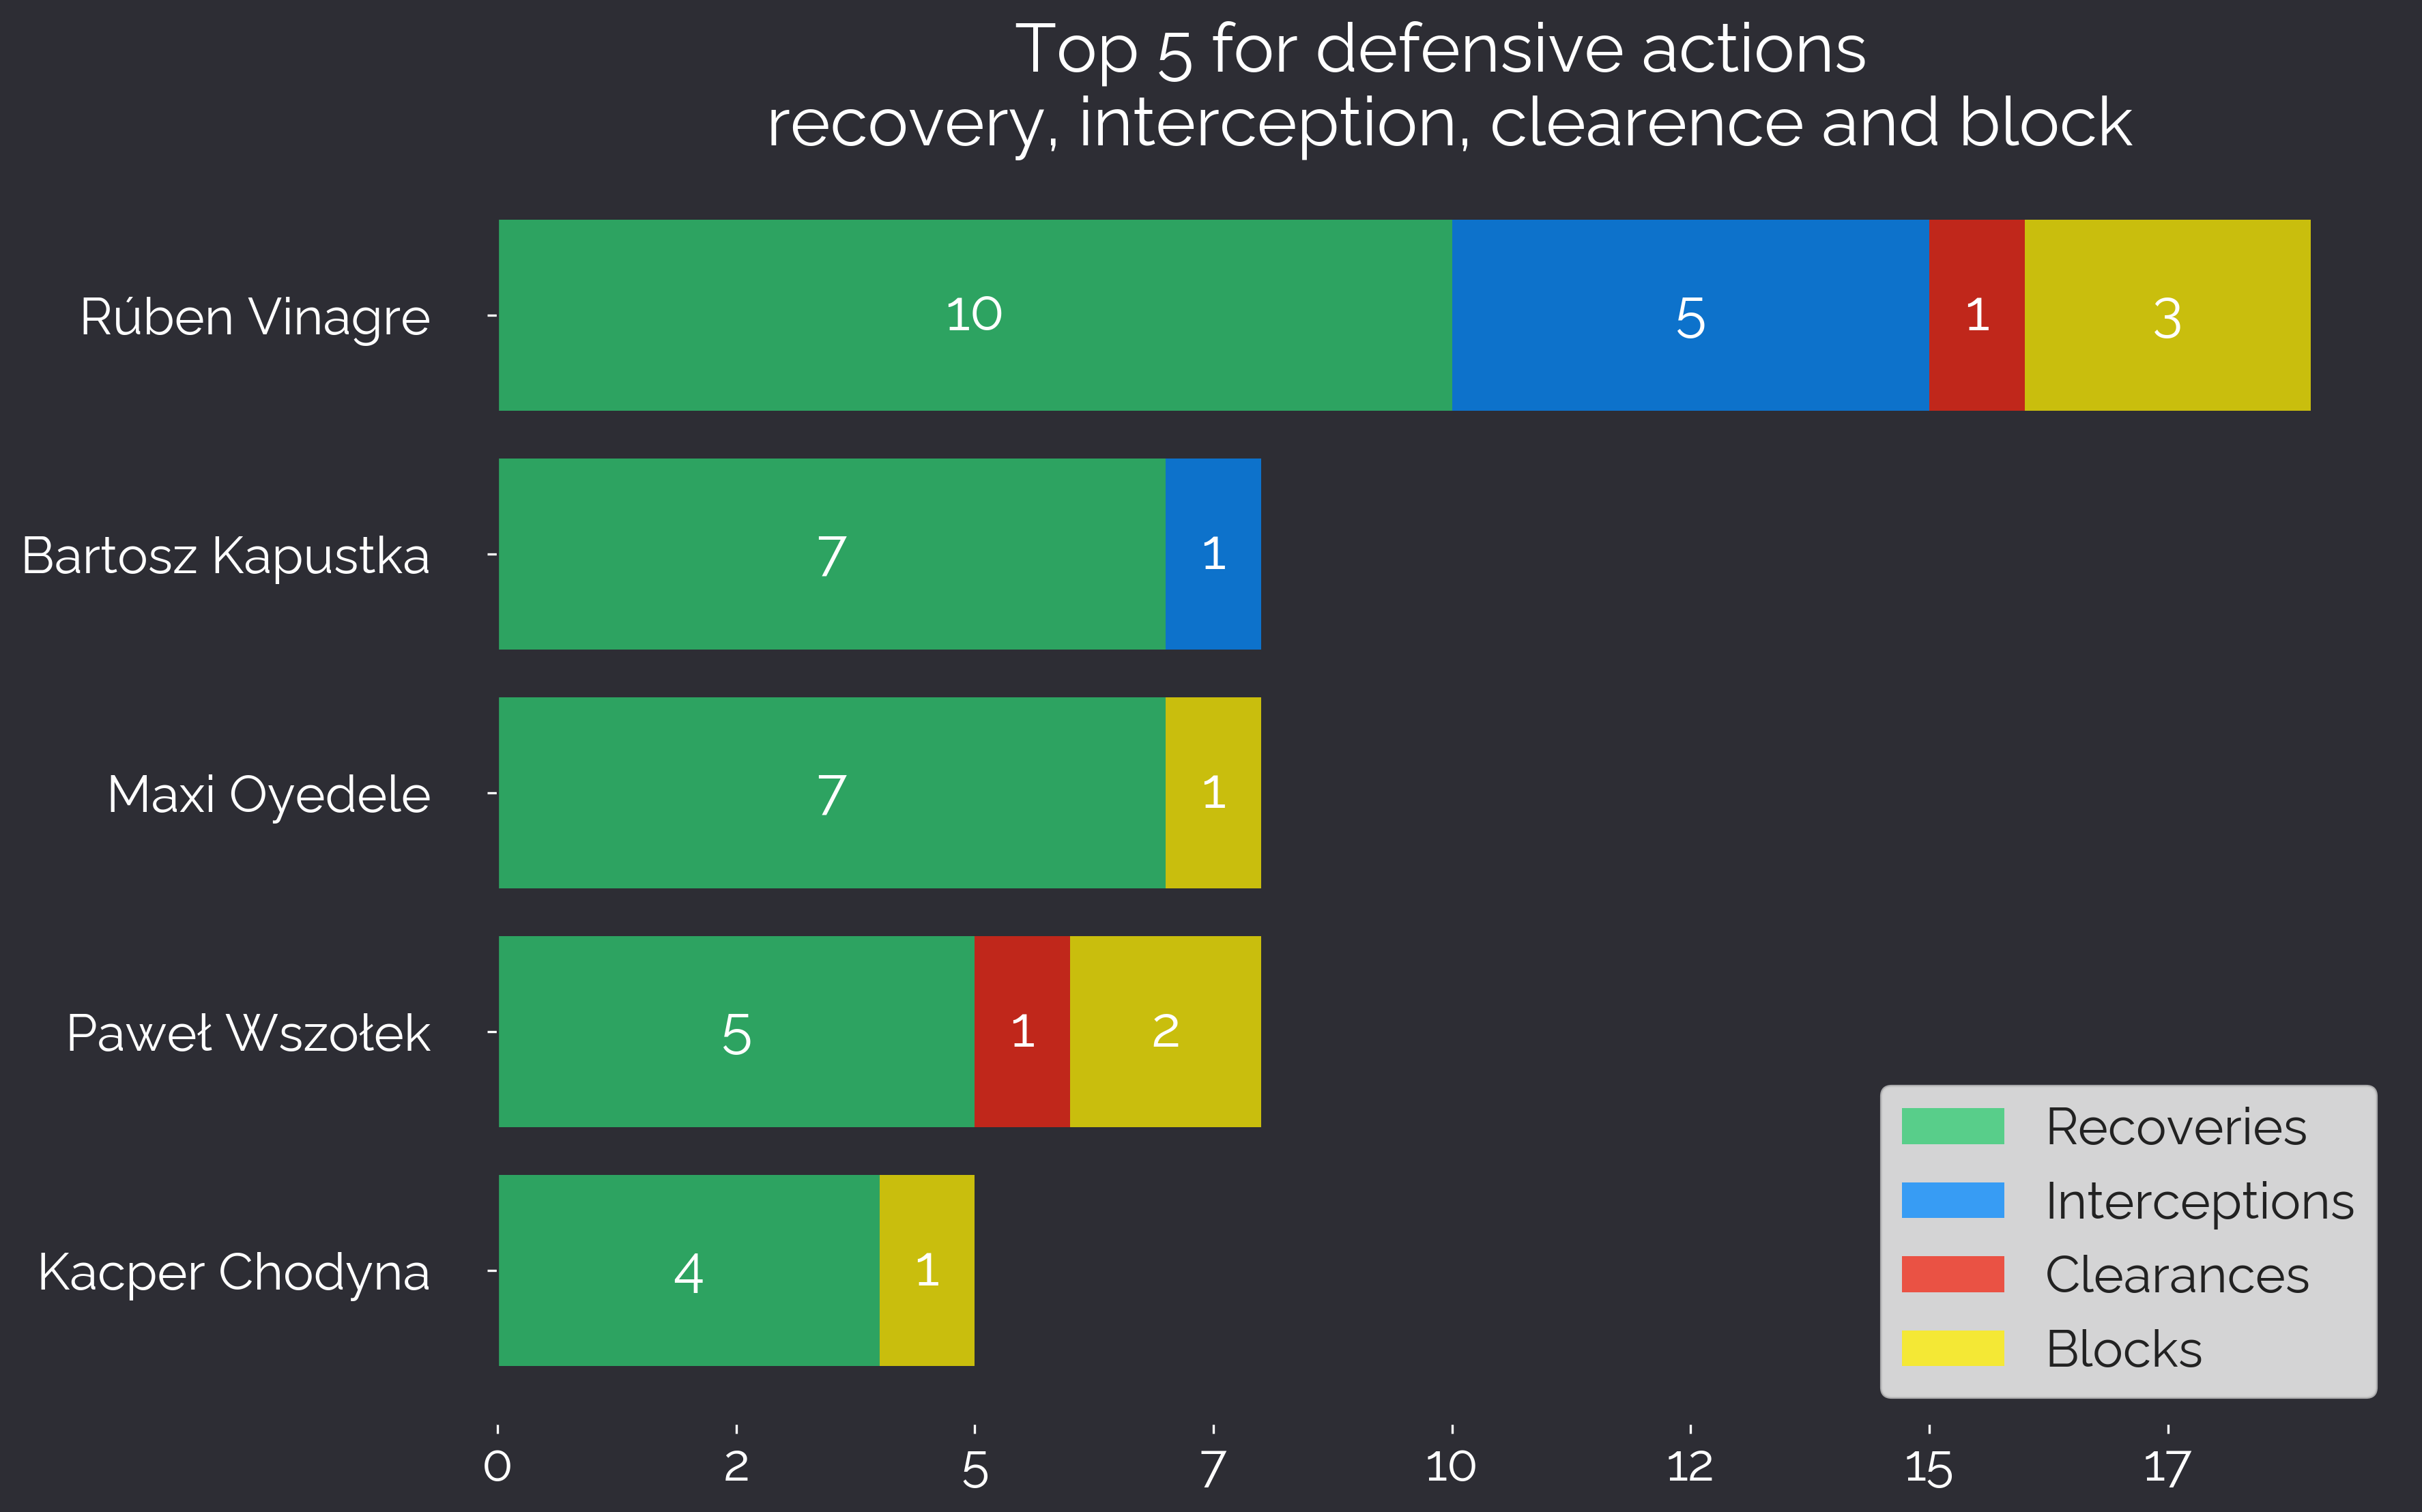 Top 5 for defensive actions
recovery, interception, clearence and block
Rúben Vinagre
10 5 1 3
Bartosz Kapustka
7 1
Maxi Oyedele
7 1
Paweł Wszołek
5 1 2
Kacper Chodyna
4 1
Recoveries
Interceptions
Clearances
Blocks
0 2 5 7 10 12 15 17